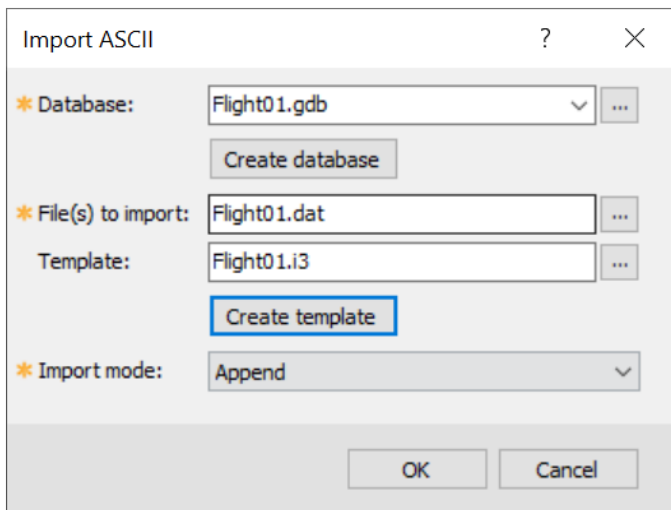 Import ASCII ?
* Database: Flight01.gdb ...
Create database
* File(s) to import: Flight01.dat ...
Template: Flight01.i3 ...
Create template
* Import mode: Append
OK Cancel